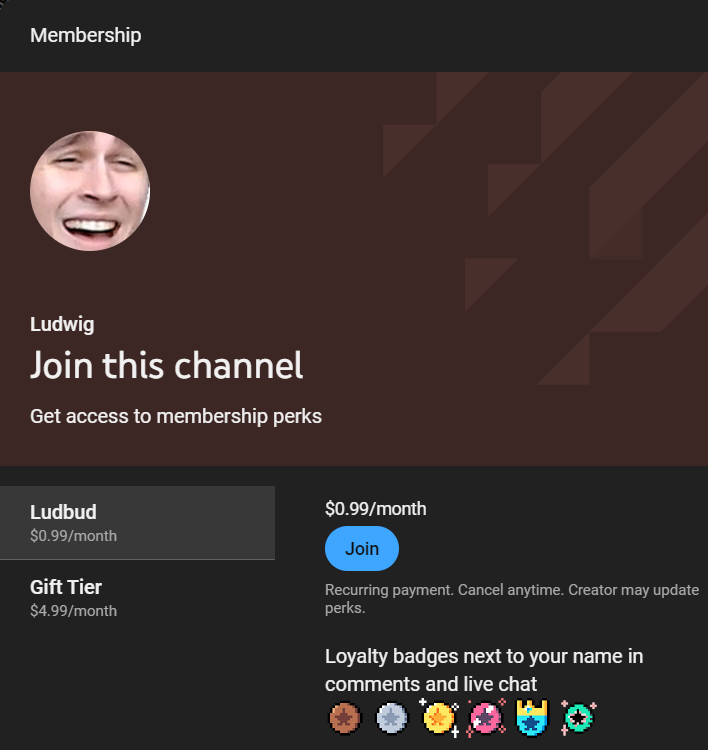 Membership
Ludwig
Join this channel
Get access to membership perks
Ludbud
$0.99/month
Gift Tier
$4.99/month
$0.99/month
Join
Recurring payment. Cancel anytime. Creator may update
perks.
Loyalty badges next to your name in
comments and live chat